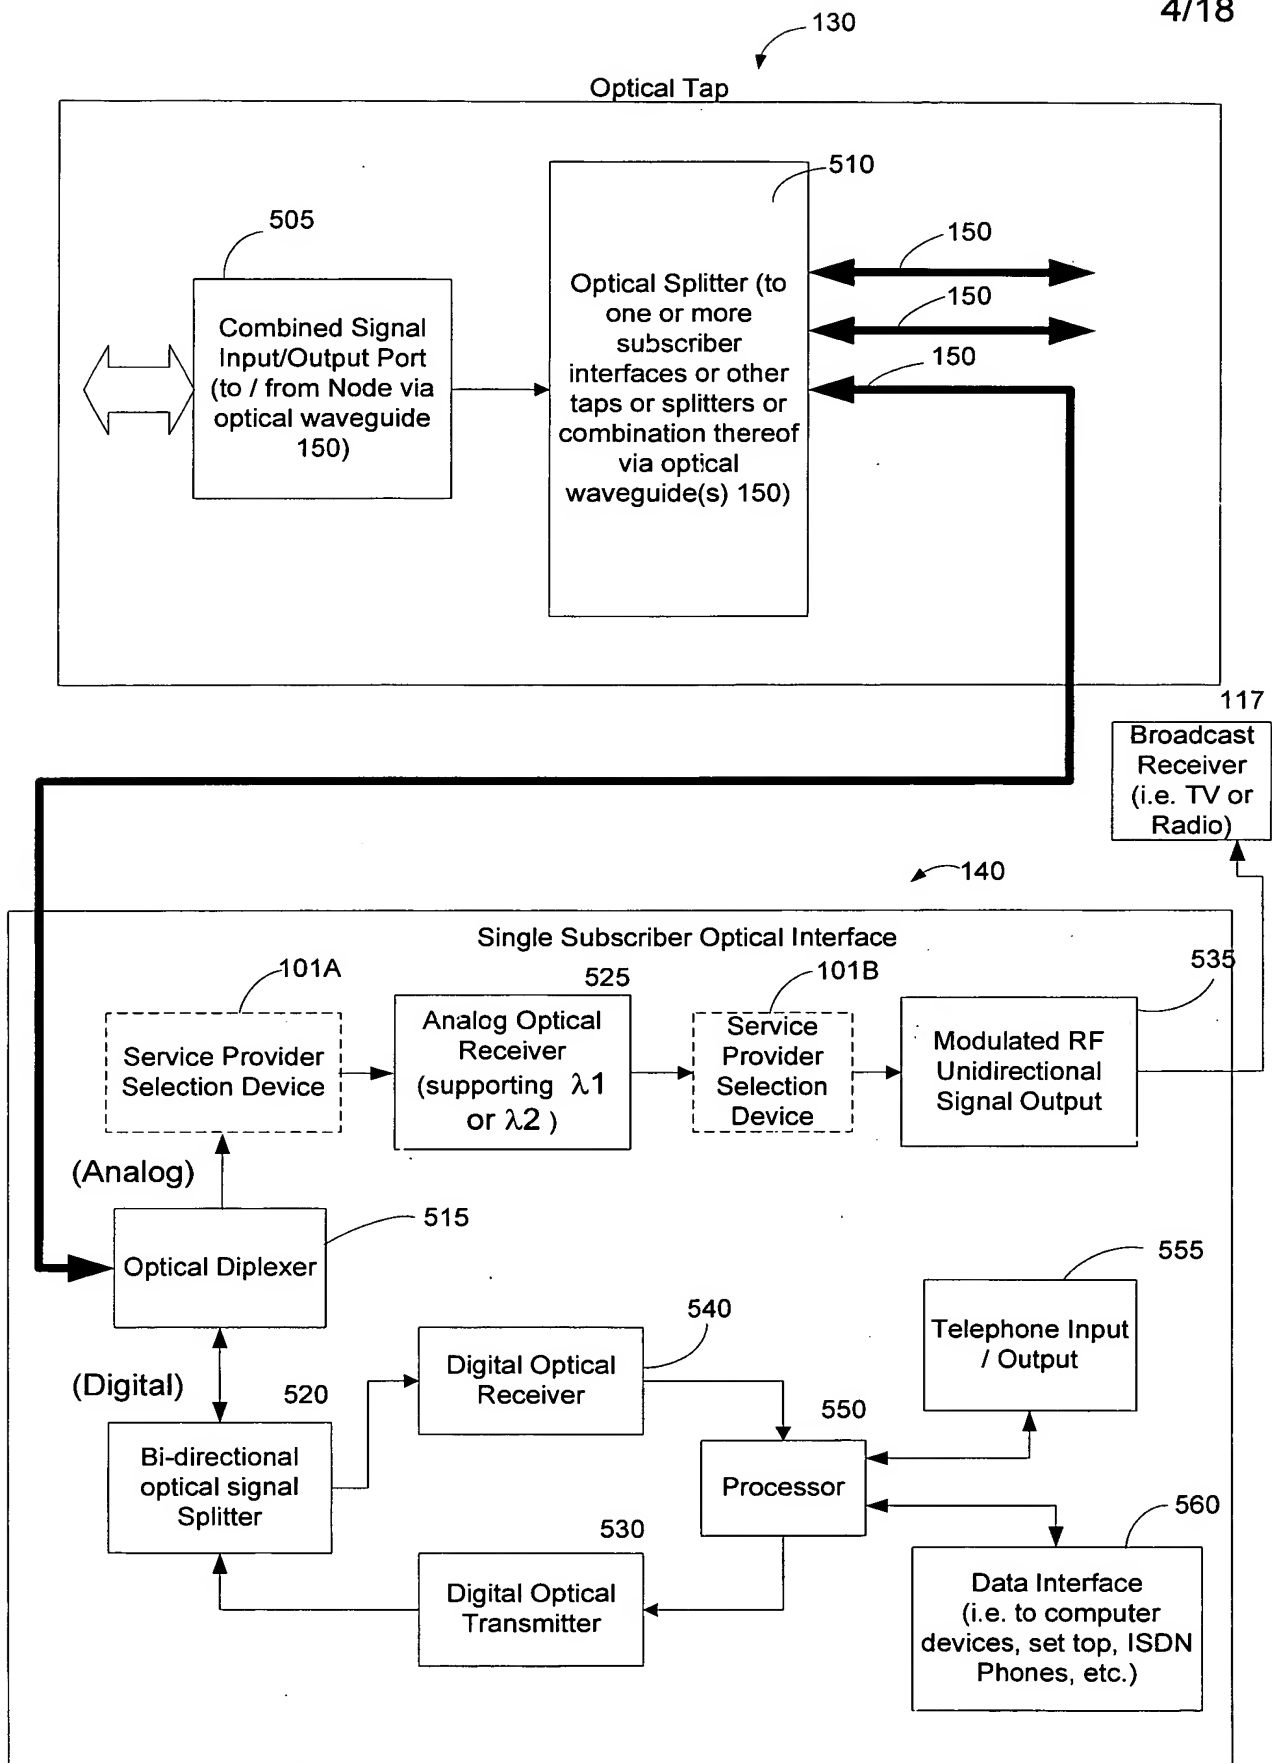 4/18
130
Optical Tap
510
505
150
Optical Splitter (to
one or more
subscriber
interfaces or other
taps or splitters or
combination thereof
via optical
waveguide(s) 150)
Combined Signal
Input/Output Port
(to / from Node via
optical waveguide
150)
150
150
117
Broadcast
Receiver
(i.e. TV or
Radio)
140
Single Subscriber Optical Interface
101A
525
101B
535
Service Provider
Selection Device
Analog Optical
Receiver
(supporting λ1
or λ2 )
Service
Provider
Selection
Device
Modulated RF
Unidirectional
Signal Output
(Analog)
515
Optical Diplexer
555
540
Telephone Input
/ Output
Digital Optical
Receiver
(Digital)
520
550
Bi-directional
optical signal
Splitter
Processor
560
530
Digital Optical
Transmitter
Data Interface
(i.e. to computer
devices, set top, ISDN
Phones, etc.)